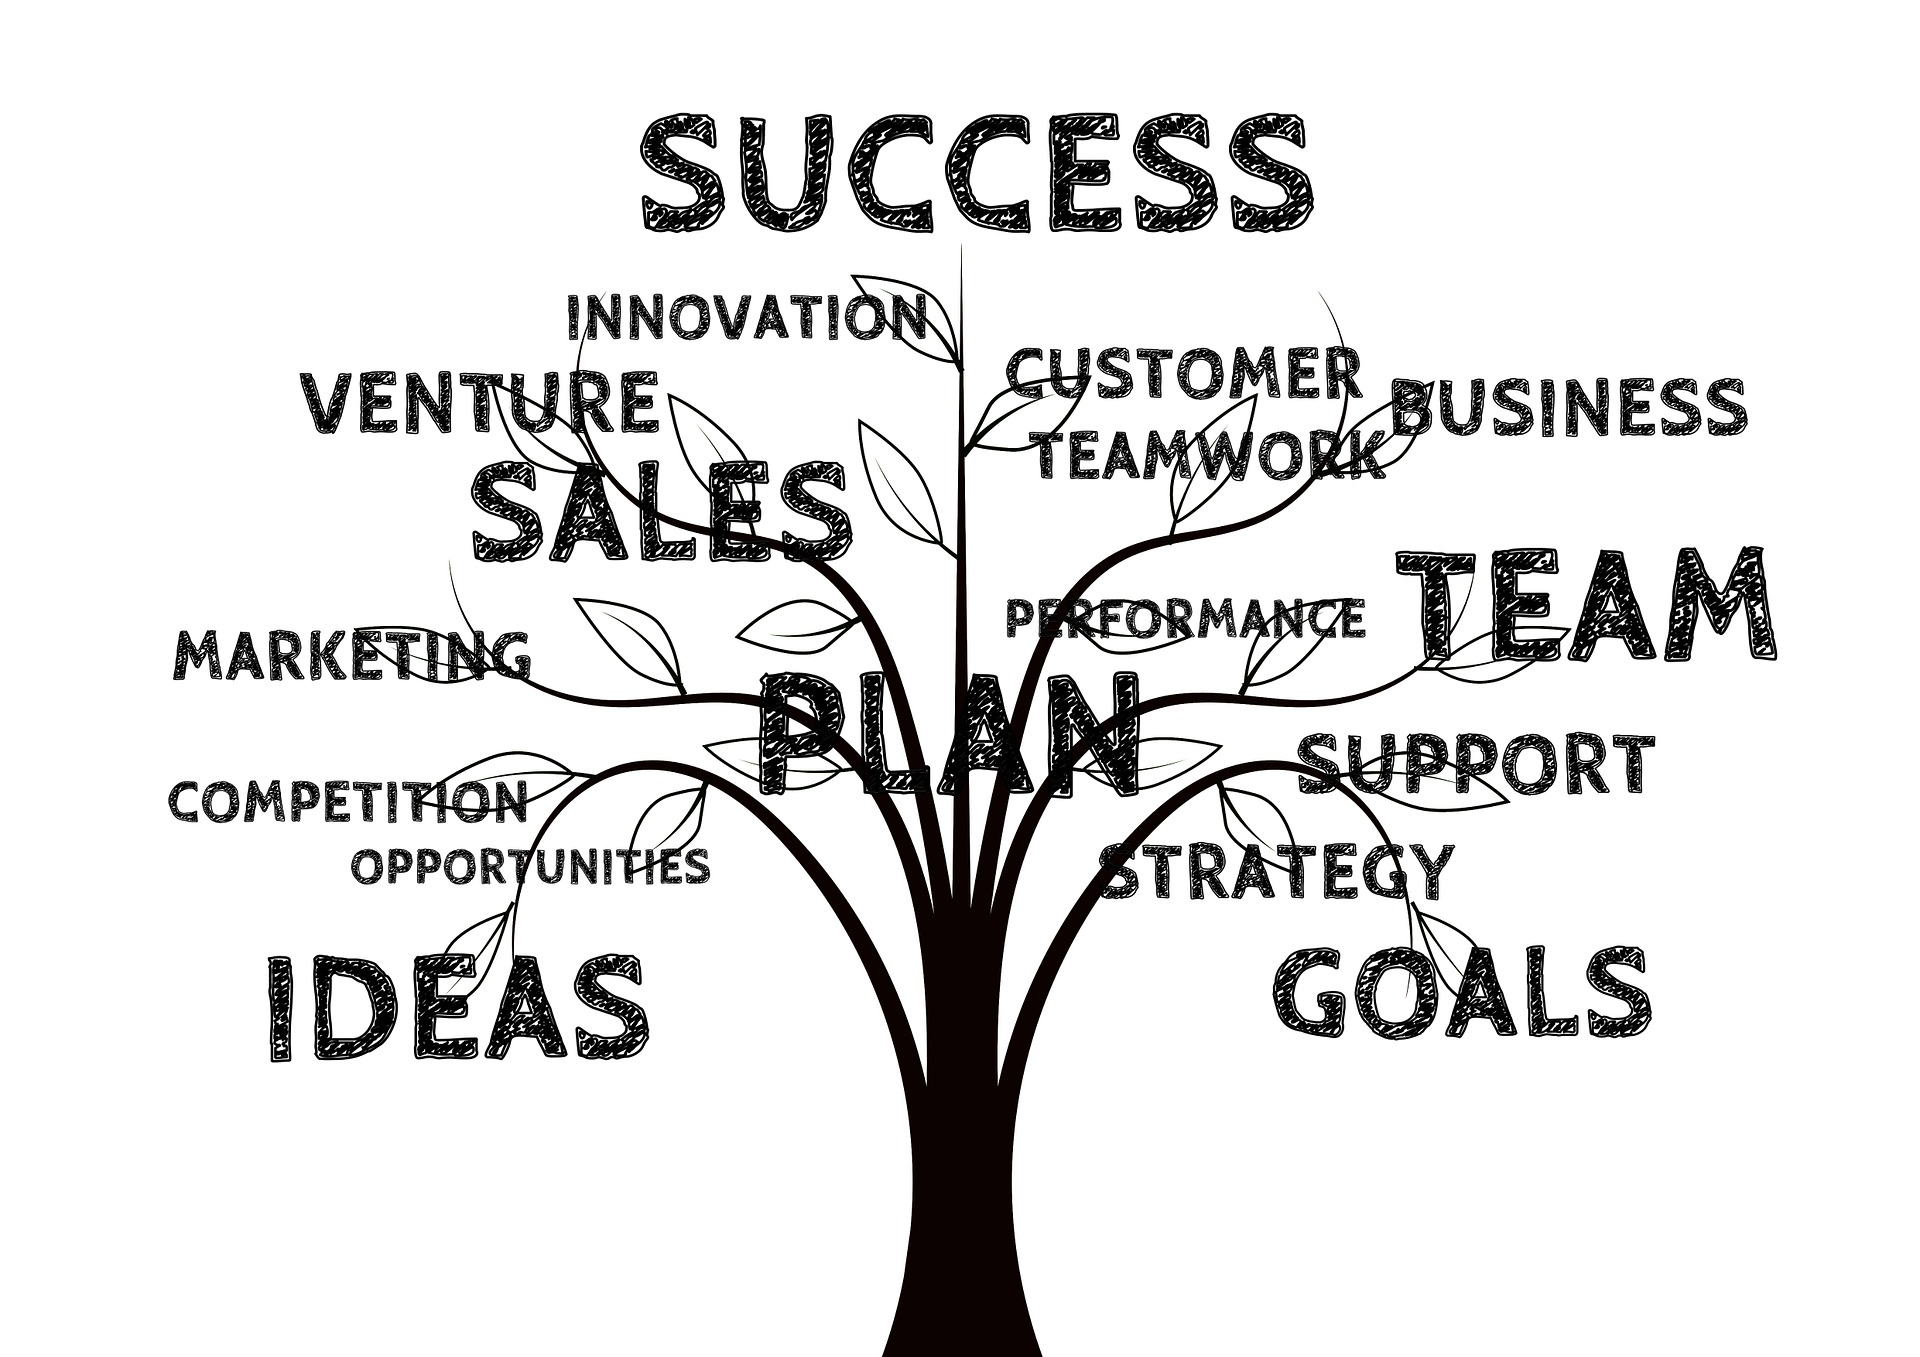 SUCCESS
INNOVATION
CUSTOMER
VENTURE
BUSINESS
TEAMWORK
SALES
TEAM
PERFORMANCE
MARKETING
PLAN
SUPPORT
COMPETITION
OPPORTUNITIES
STRATEGY
IDEAS
GOALS